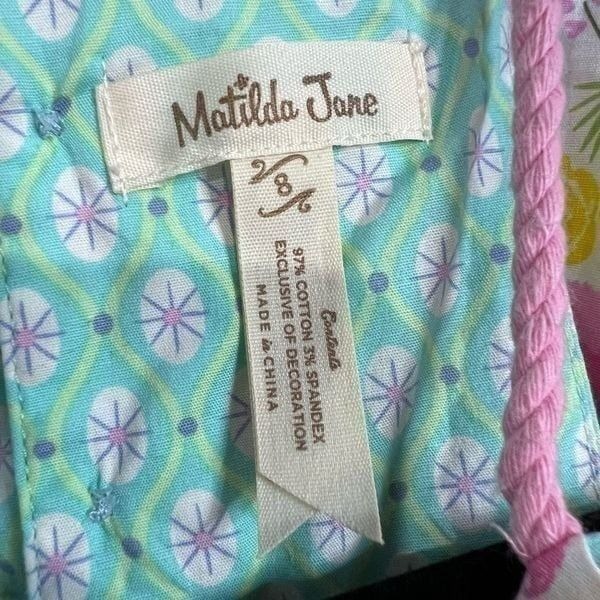 Matilda Jane
8
Contents
97% COTTON 3% SPANDEX
EXCLUSIVE OF DECORATION
MADE in CHINA